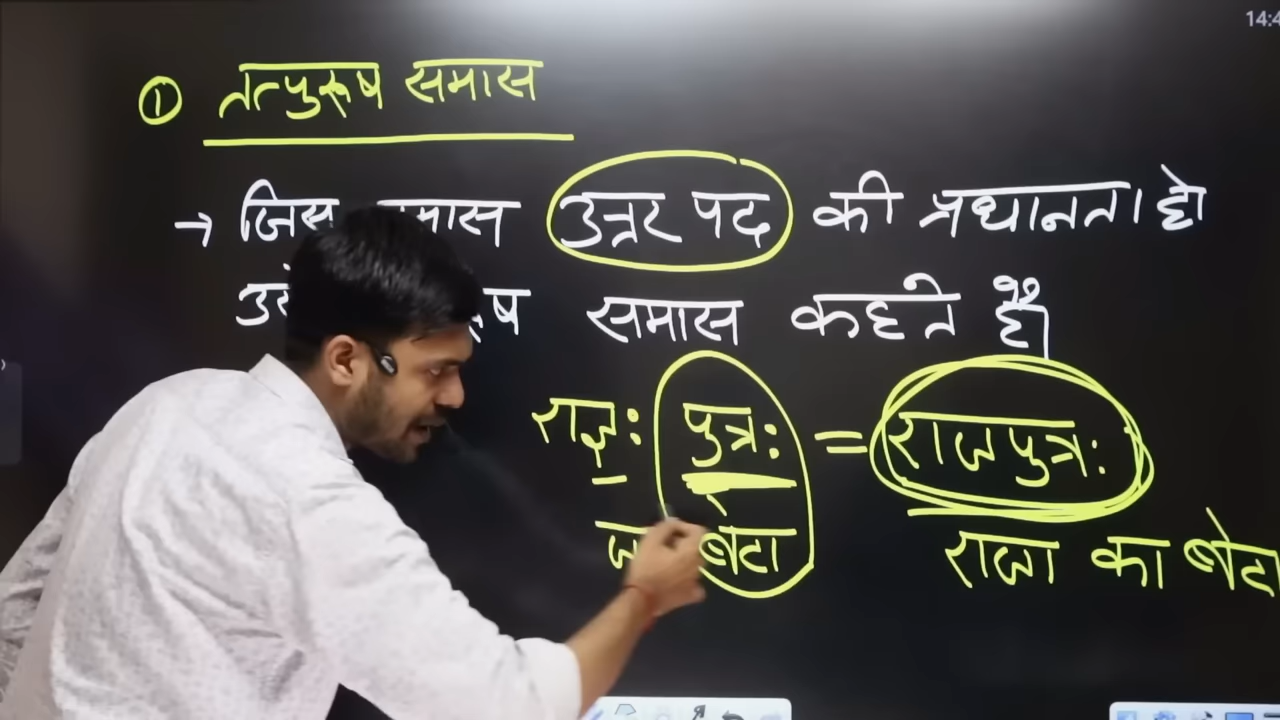 14:4
① तत्पुरूष समास
→ जिस समास उत्तर पद की प्रधानता हो
समास कहते हैं
राज्ञः पुत्रः = राजपुत्रः
बेटा राजा का बेटा